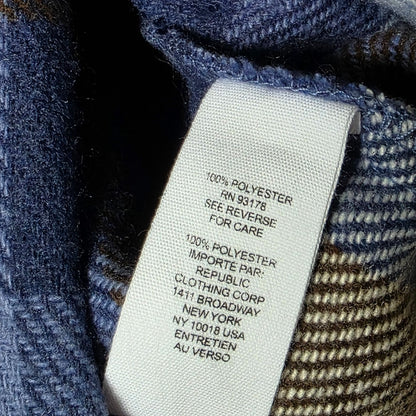 100% POLYESTER
RN 93178
SEE REVERSE
FOR CARE
100% POLYESTER
IMPORTE PAR:
REPUBLIC
CLOTHING CORP
1411 BROADWAY
NEW YORK
NY 10018 USA
ENTRETIEN
AU VERSO